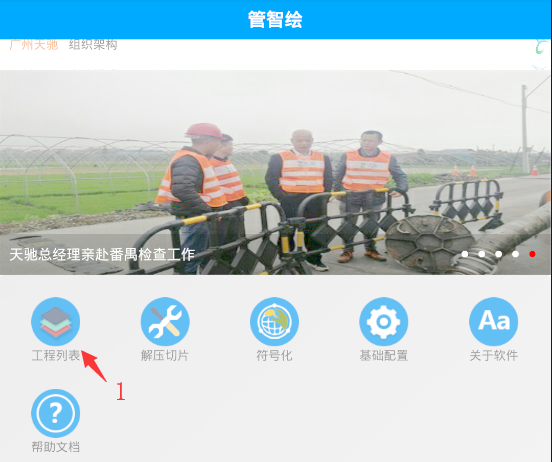 管智绘
广州天驰 组织架构
天驰总经理亲赴番禺检查工作
工程列表 解压切片 符号化 基础配置 Aa 关于软件
1
? 帮助文档